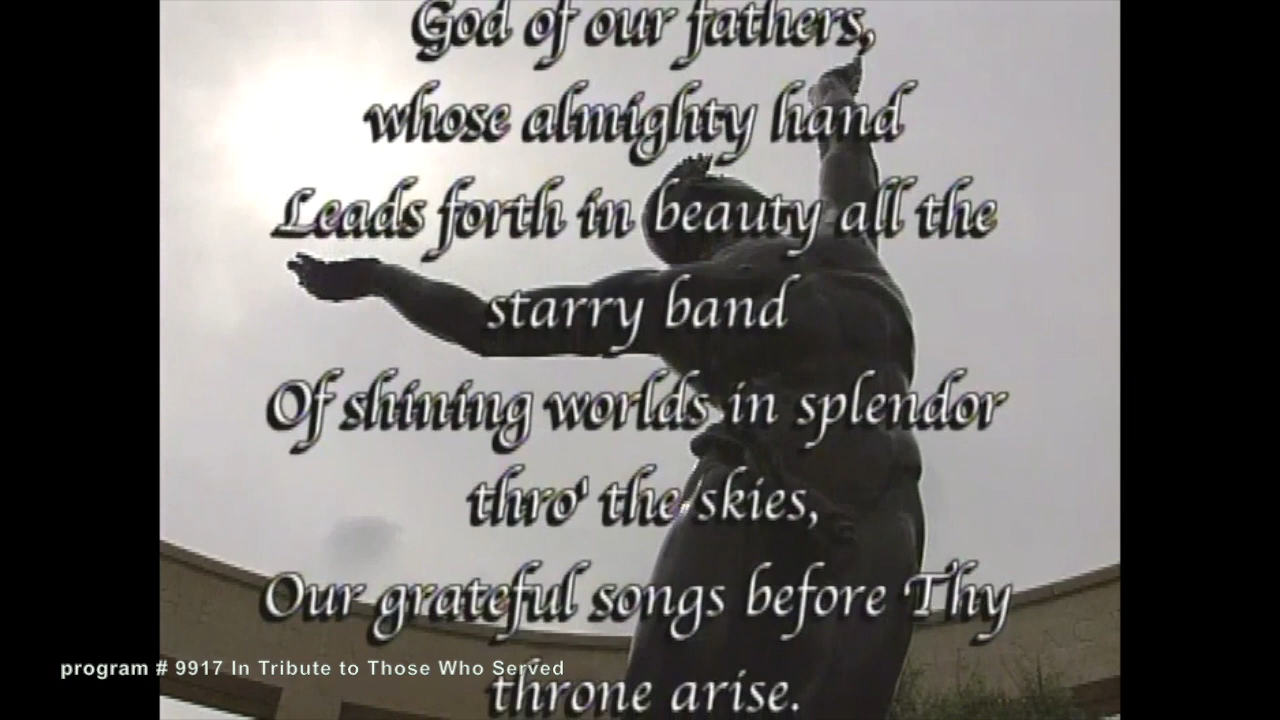 God of our fathers,
whose almighty hand
Leads forth in beauty all the
starry band
Of shining worlds in splendor
thro' the skies,
Our grateful songs before Thy
program # 9917 In Tribute to Those Who Served
throne arise.